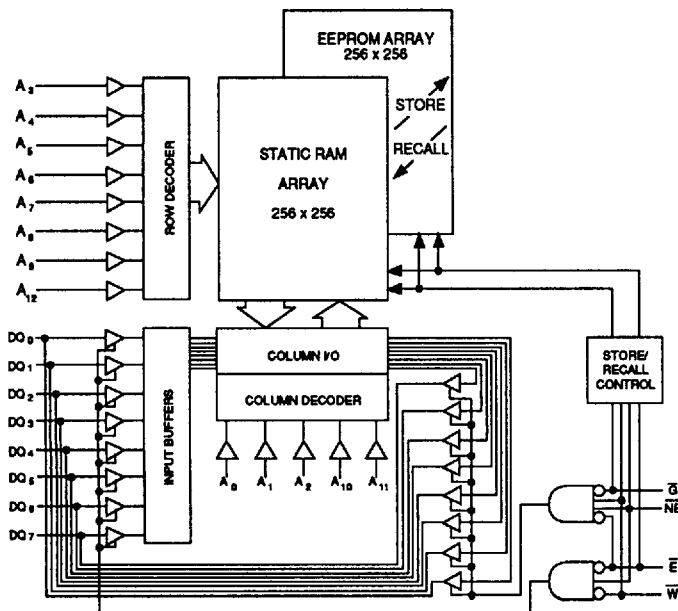 EEPROM ARRAY
256 x 256
STORE
RECALL
STATIC RAM
ARRAY
256 x 256
A3
A4
A5
A6
A7
A8
A9
A12
ROW DECODER
DQ0
DQ1
DQ2
DQ3
DQ4
DQ5
DQ6
DQ7
INPUT BUFFERS
COLUMN I/O
COLUMN DECODER
A0
A1
A2
A10
A11
STORE/
RECALL
CONTROL
G
NE
E
W